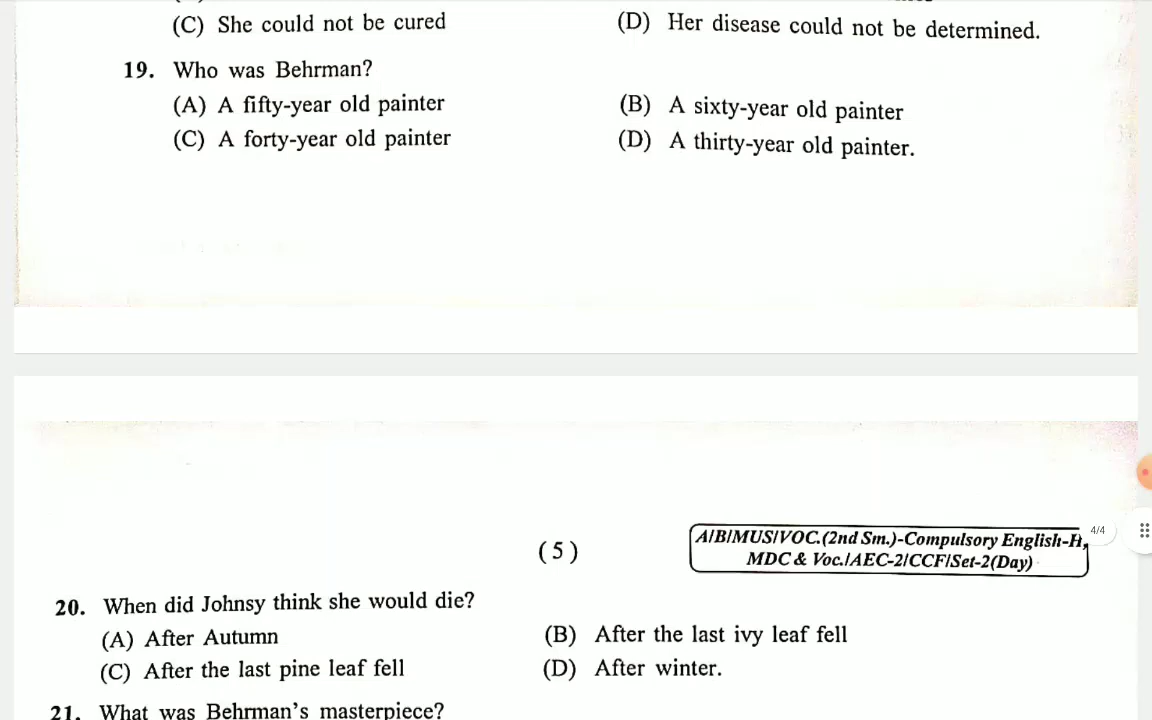 (C) She could not be cured (D) Her disease could not be determined.
19. Who was Behrman?
(A) A fifty-year old painter (B) A sixty-year old painter
(C) A forty-year old painter (D) A thirty-year old painter.
4/4
(5) A/B/MUS/VOC.(2nd Sm.)-Compulsory English-H,
MDC & Voc./AEC-2/CCF/Set-2(Day)
20. When did Johnsy think she would die?
(A) After Autumn (B) After the last ivy leaf fell
(C) After the last pine leaf fell (D) After winter.
21. What was Behrman's masterpiece?